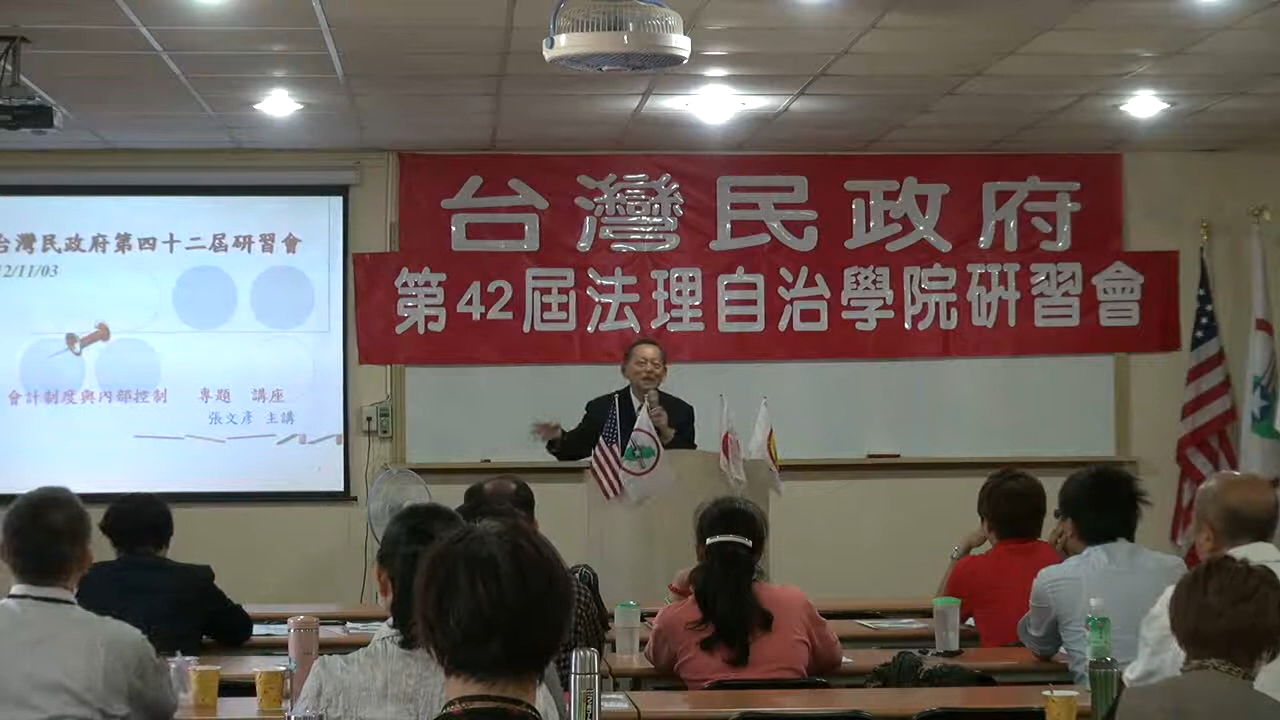 台灣民政府
第42屆法理自治學院硏習會
台灣民政府第四十二屆研習會
12/11/03
會計制度與內部控制 專題 講座
張文彥 主講